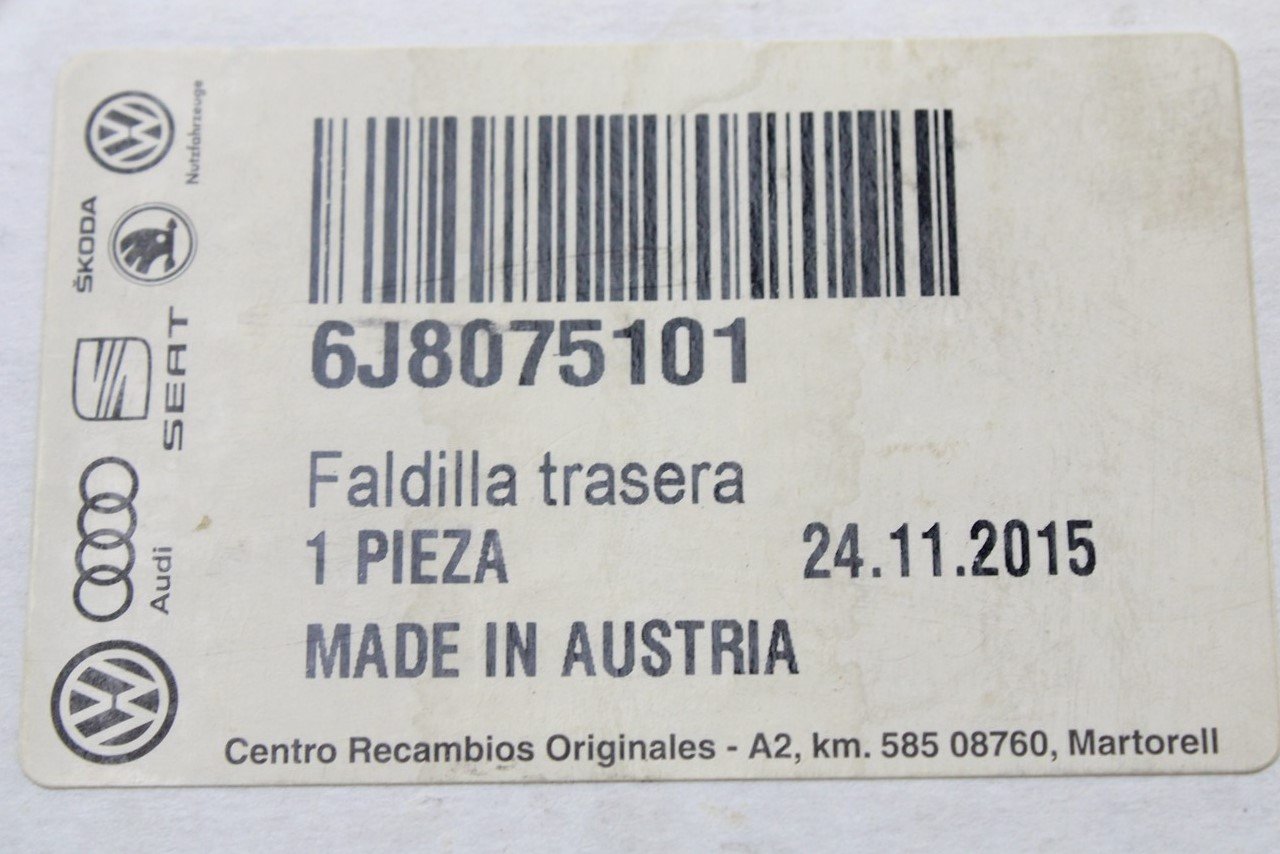 6J8075101
Faldilla trasera
1 PIEZA 24.11.2015
MADE IN AUSTRIA
Centro Recambios Originales - A2, km. 585 08760, Martorell
Nutzfahrzeuge
ŠKODA
SEAT
Audi